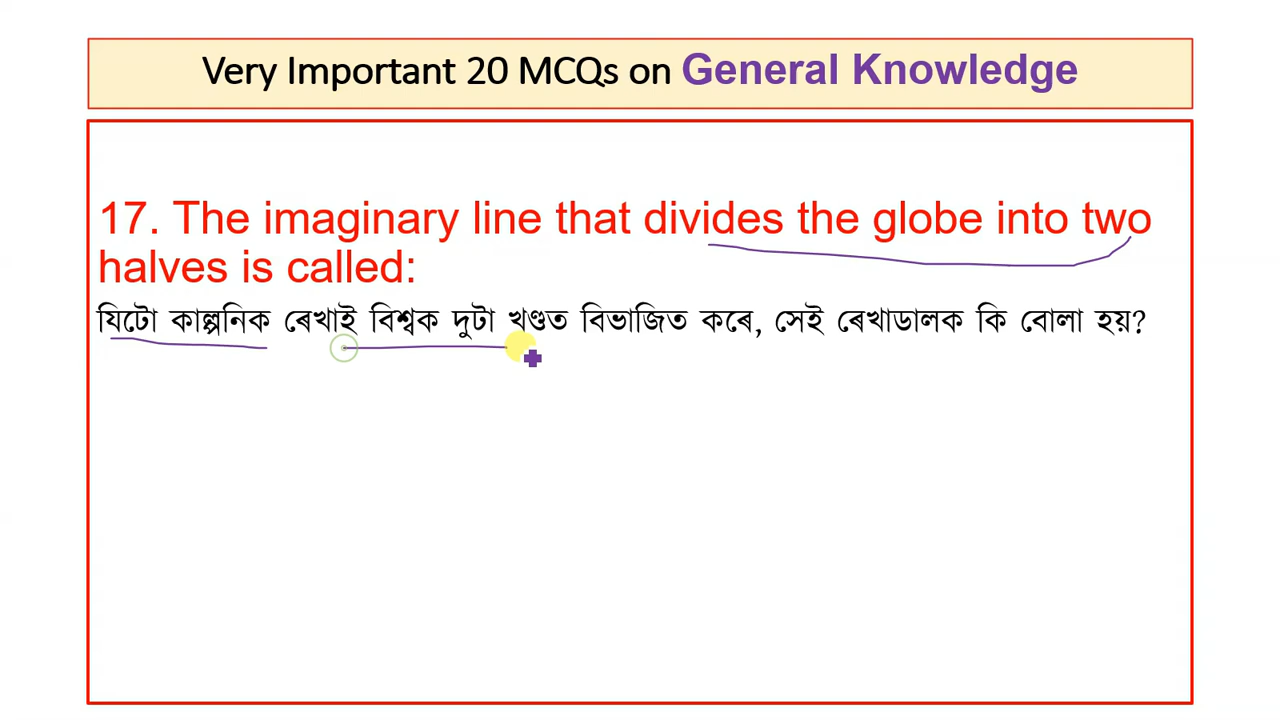 Very Important 20 MCQs on General Knowledge
17. The imaginary line that divides the globe into two
halves is called:
যিটো কাল্পনিক ৰেখাই বিশ্বক দুটা খণ্ডত বিভাজিত কৰে, সেই ৰেখাডালক কি বোলা হয়?